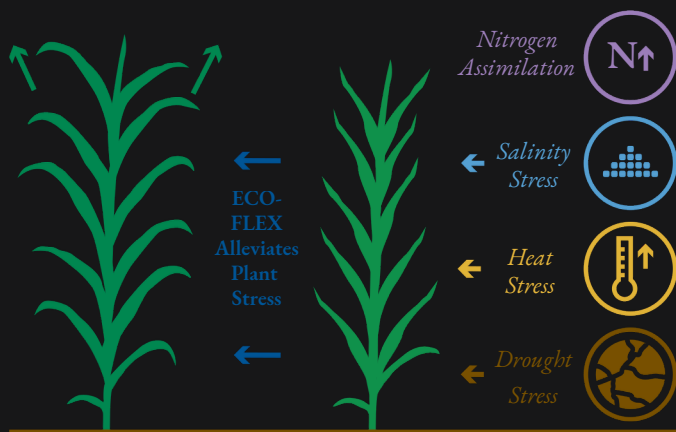 Nitrogen
Assimilation
N
Salinity
Stress
ECO-
FLEX
Alleviates
Plant
Stress
Heat
Stress
Drought
Stress